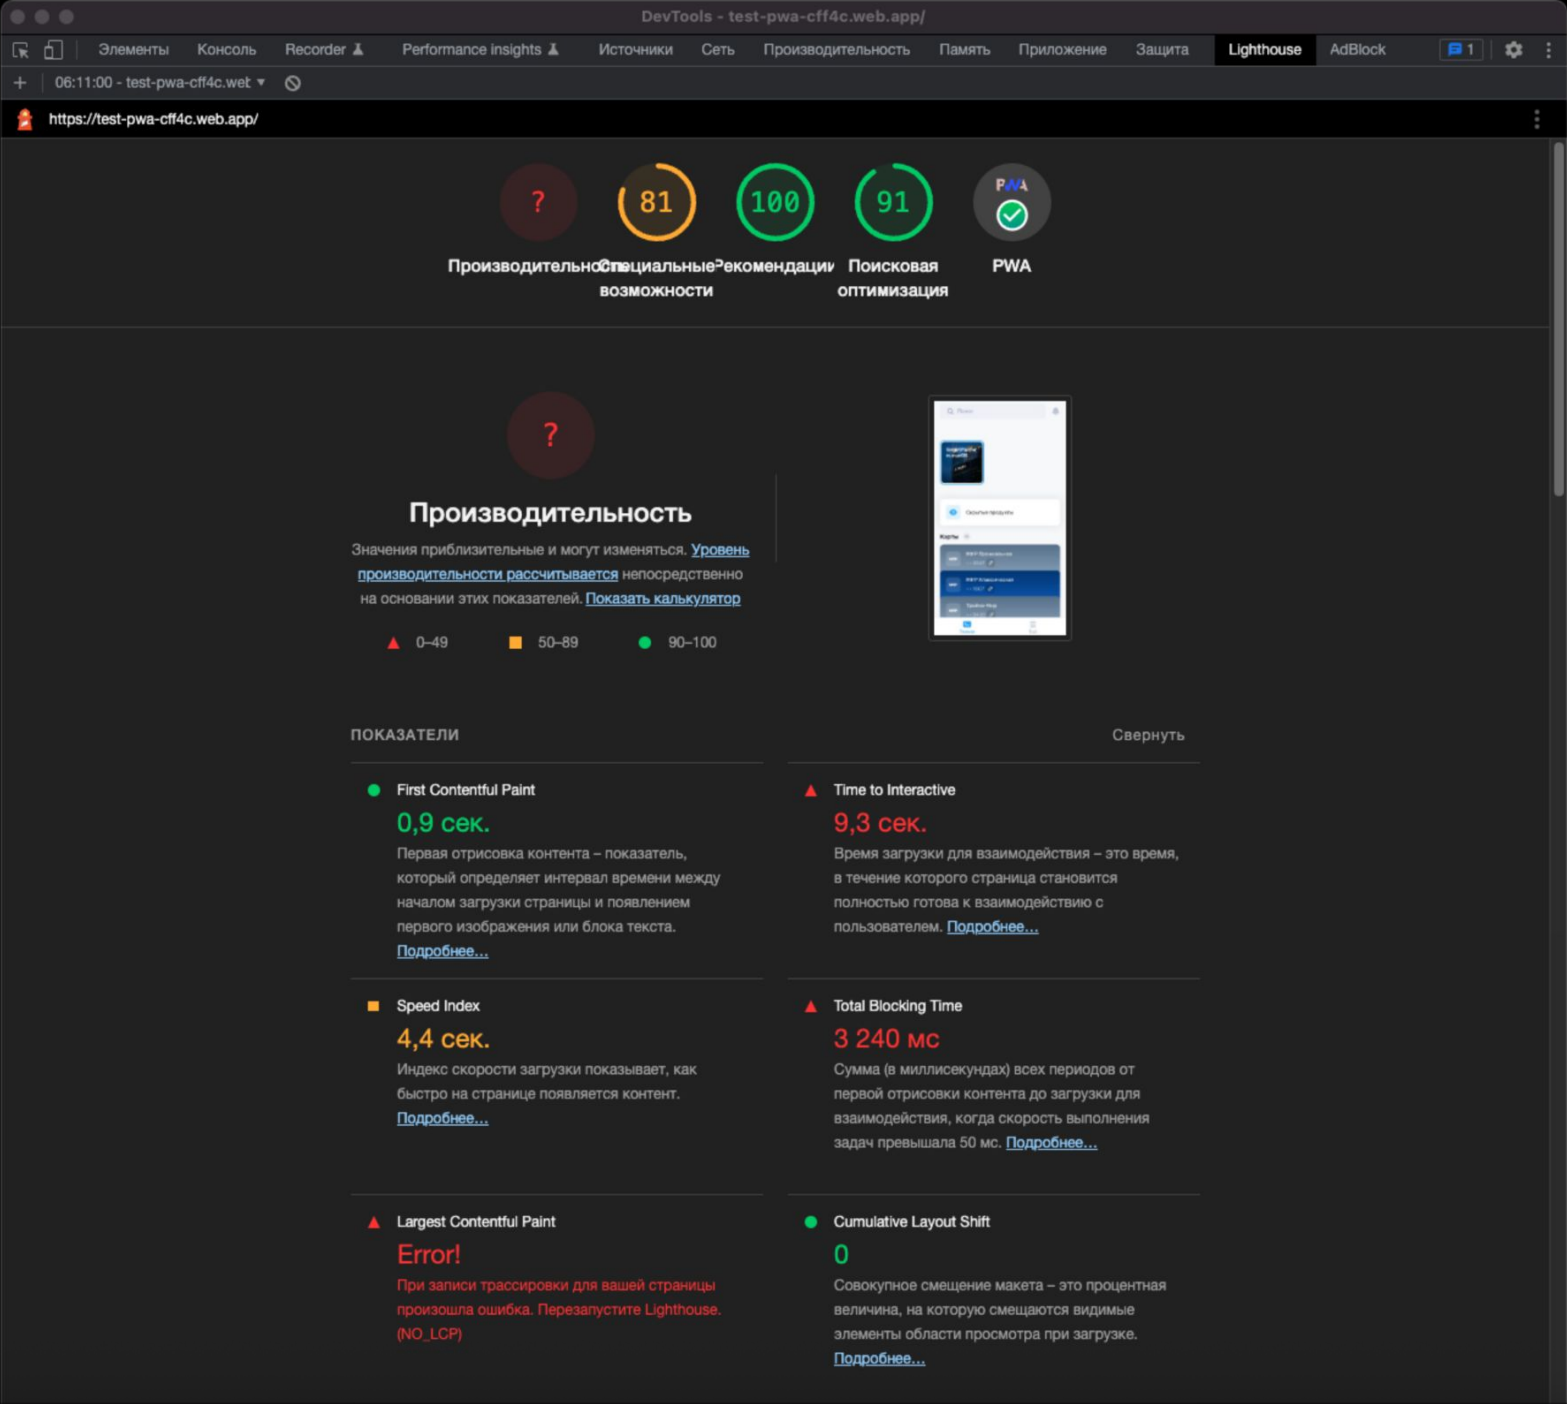 DevTools - test-pwa-cff4c.web.app/
Элементы Консоль Recorder Performance insights Источники Сеть Производительность Память Приложение Защита Lighthouse AdBlock 1
06:11:00 - test-pwa-cff4c.wet
https://test-pwa-cff4c.web.app/
? 81 100 91 PWA
Производительность Специальные возможности Рекомендации Поисковая оптимизация PWA
?
Производительность
Значения приблизительные и могут изменяться. Уровень
производительности рассчитывается непосредственно
на основании этих показателей. Показать калькулятор
0–49 50–89 90–100
Поиск
Скрытые продукты
Карты
ПОКАЗАТЕЛИ Свернуть
First Contentful Paint
0,9 сек.
Первая отрисовка контента – показатель,
который определяет интервал времени между
началом загрузки страницы и появлением
первого изображения или блока текста.
Подробнее...
Time to Interactive
9,3 сек.
Время загрузки для взаимодействия – это время,
в течение которого страница становится
полностью готова к взаимодействию с
пользователем. Подробнее...
Speed Index
4,4 сек.
Индекс скорости загрузки показывает, как
быстро на странице появляется контент.
Подробнее...
Total Blocking Time
3 240 мс
Сумма (в миллисекундах) всех периодов от
первой отрисовки контента до загрузки для
взаимодействия, когда скорость выполнения
задач превышала 50 мс. Подробнее...
Largest Contentful Paint
Error!
При записи трассировки для вашей страницы
произошла ошибка. Перезапустите Lighthouse.
(NO_LCP)
Cumulative Layout Shift
0
Совокупное смещение макета – это процентная
величина, на которую смещаются видимые
элементы области просмотра при загрузке.
Подробнее...